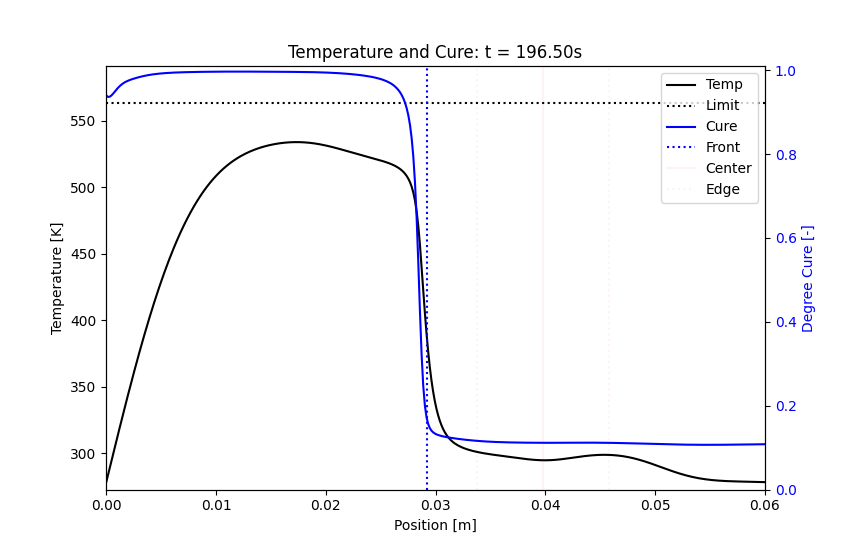 Temperature and Cure: t = 196.50s
Temp
Limit
Cure
Front
Center
Edge
550
500
450
400
350
300
Temperature [K]
1.0
0.8
0.6
0.4
0.2
0.0
Degree Cure [-]
0.00 0.01 0.02 0.03 0.04 0.05 0.06
Position [m]